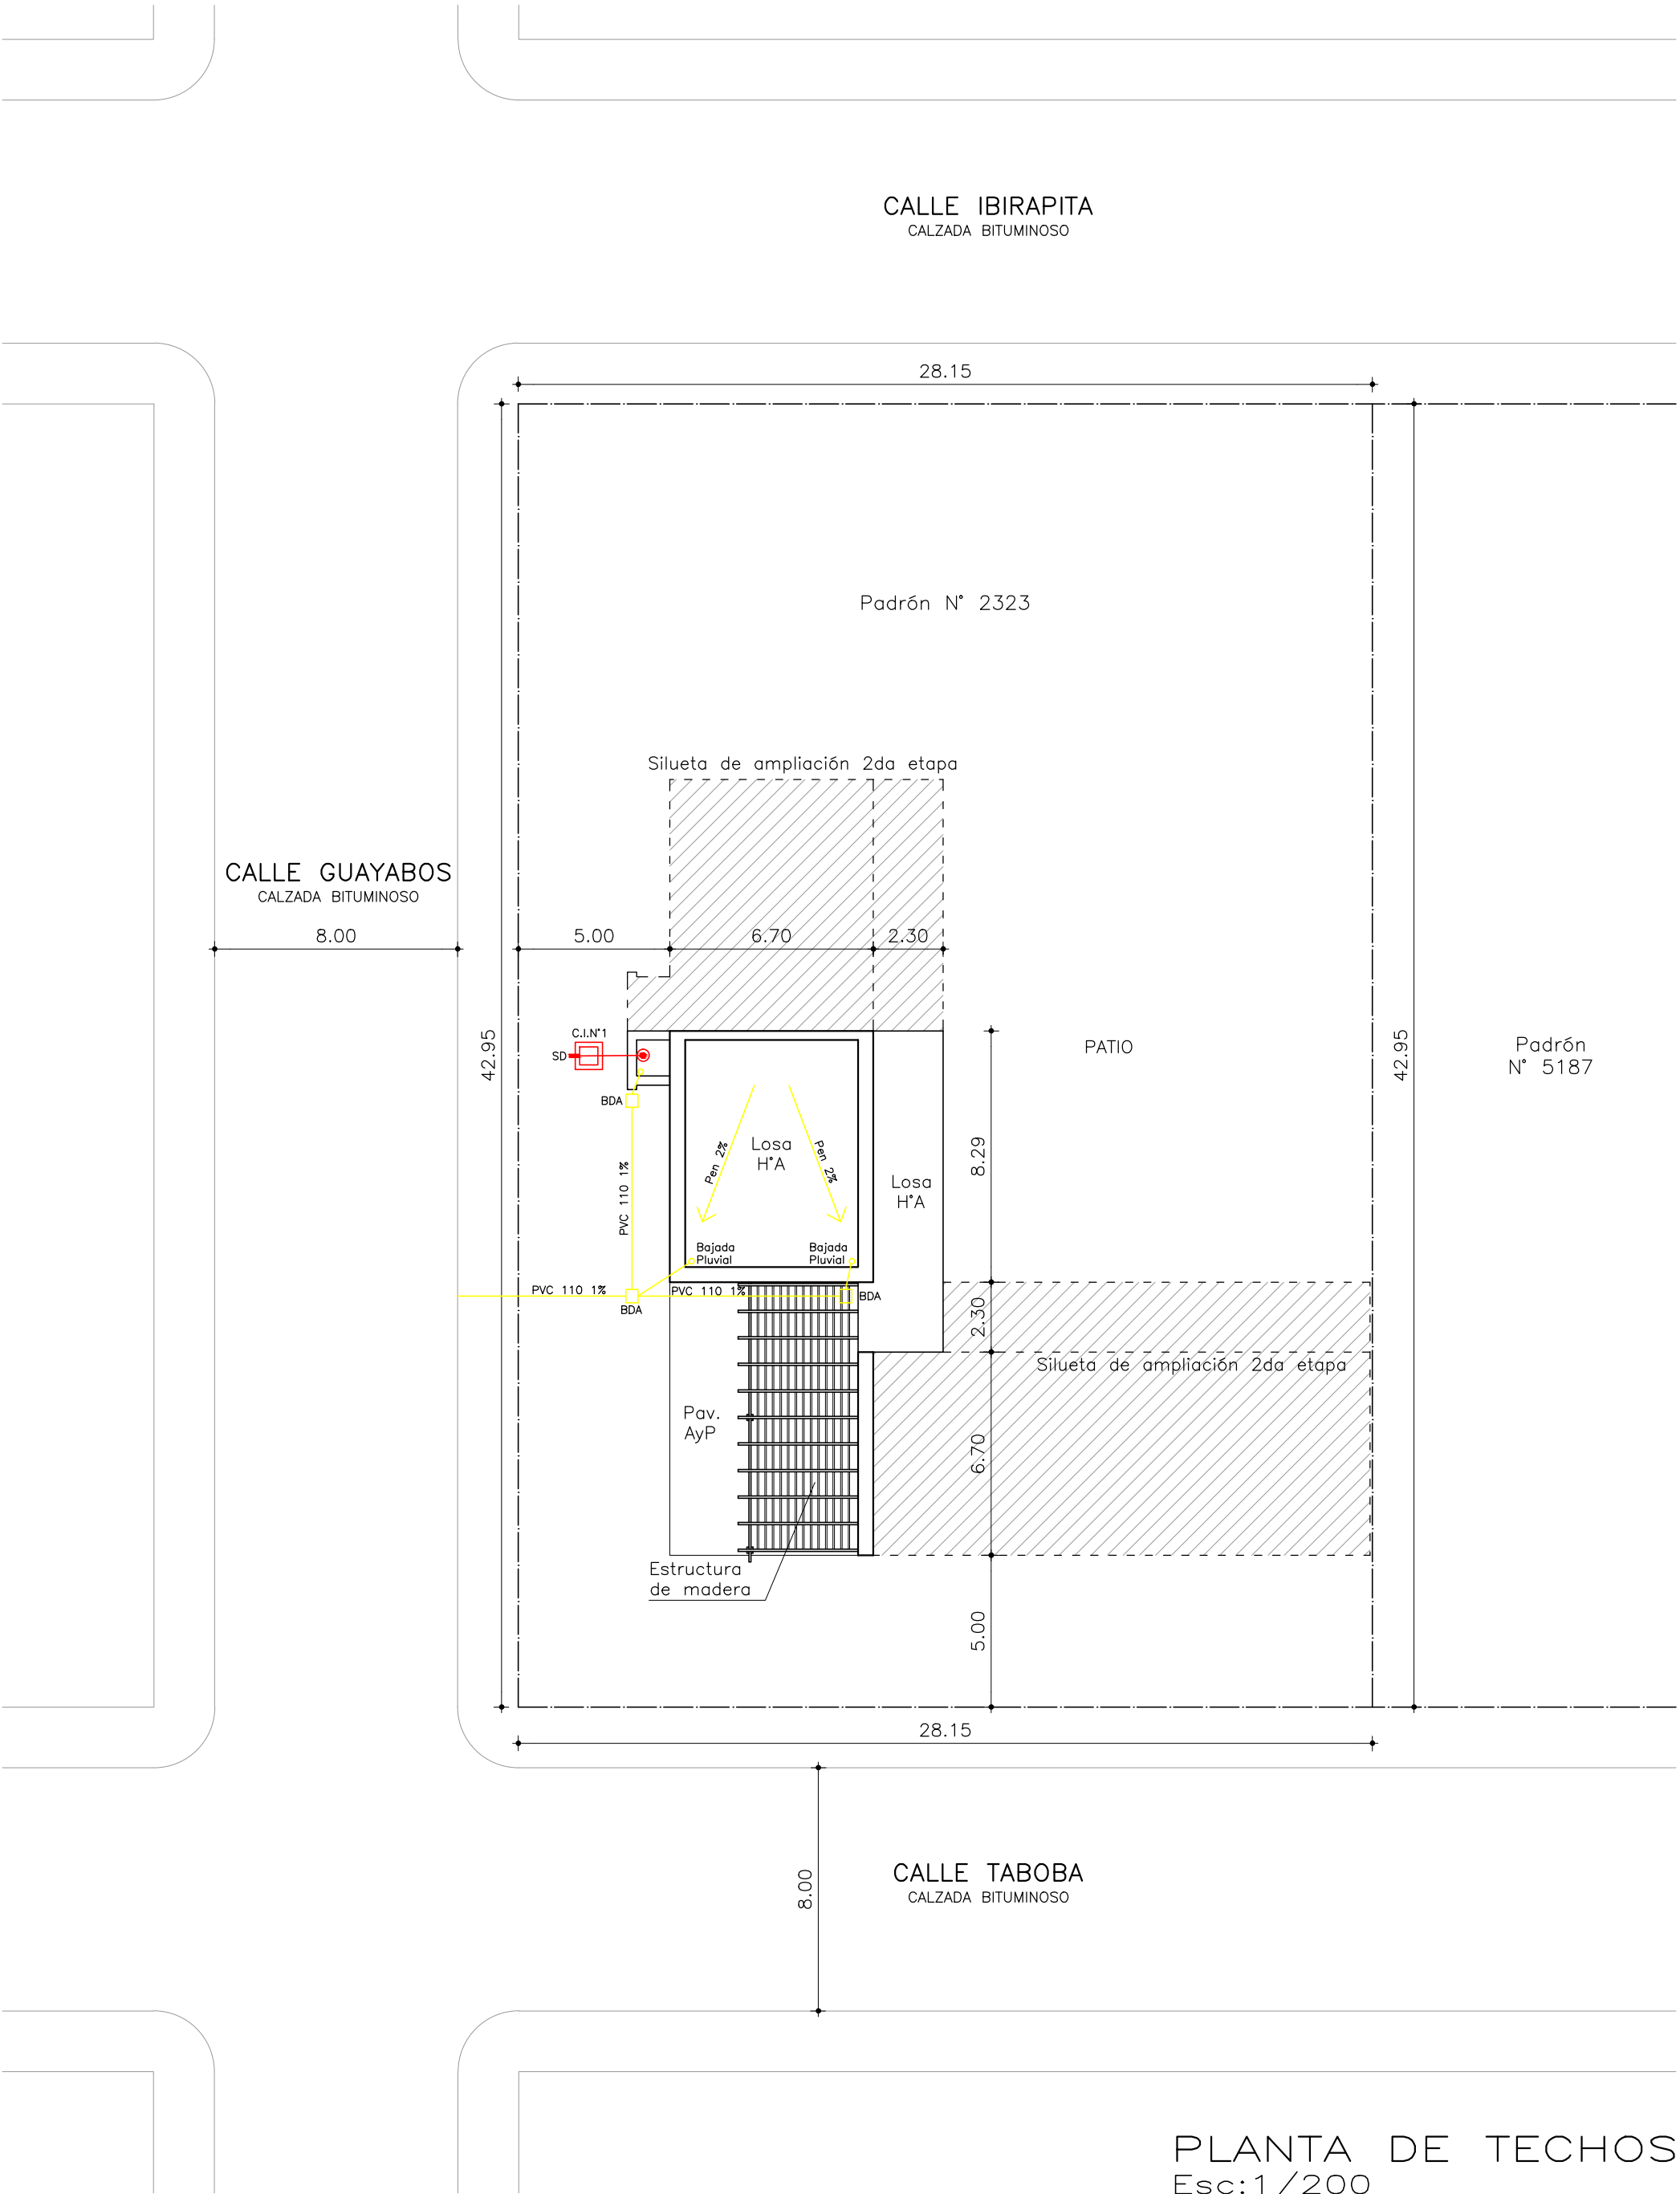 CALLE IBIRAPITA
CALZADA BITUMINOSO
28.15
Padrón N° 2323
Silueta de ampliación 2da etapa
CALLE GUAYABOS
CALZADA BITUMINOSO
8.00
5.00
6.70
2.30
42.95
C.I.N°1
SD
BDA
PATIO
42.95
Padrón
N° 5187
Pen 2%
Pen 2%
Losa
H°A
8.29
Losa
H°A
PVC 110 1%
Bajada
Pluvial
Bajada
Pluvial
PVC 110 1%
BDA
PVC 110 1%
BDA
2.30
Silueta de ampliación 2da etapa
Pav.
AyP
6.70
Estructura
de madera
5.00
28.15
8.00
CALLE TABOBA
CALZADA BITUMINOSO
PLANTA DE TECHOS
Esc:1/200